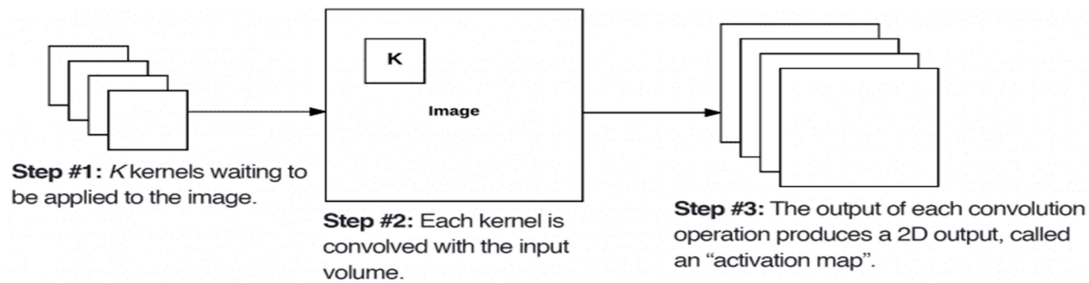 K
Image
Step #1: K kernels waiting to
be applied to the image.
Step #2: Each kernel is
convolved with the input
volume.
Step #3: The output of each convolution
operation produces a 2D output, called
an “activation map”.